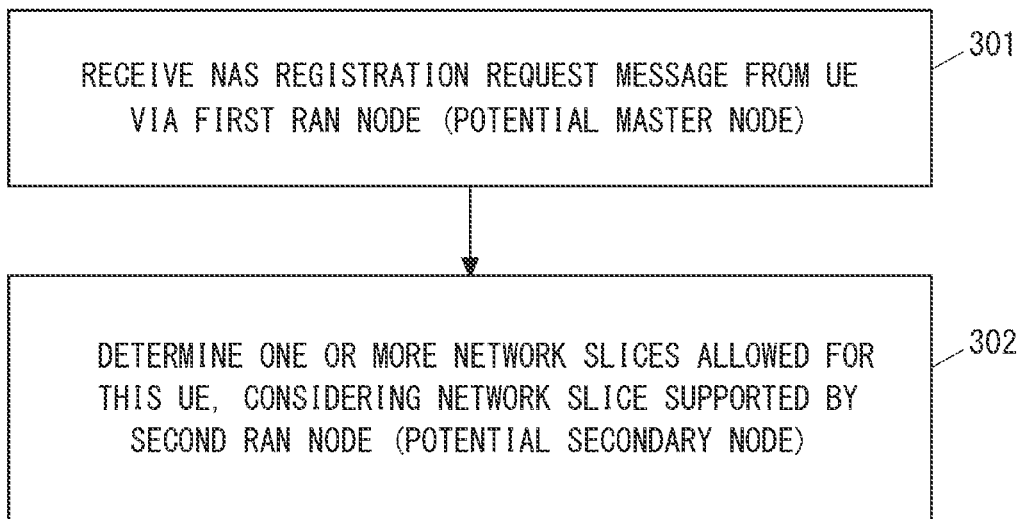 RECEIVE NAS REGISTRATION REQUEST MESSAGE FROM UE
VIA FIRST RAN NODE (POTENTIAL MASTER NODE)
301
DETERMINE ONE OR MORE NETWORK SLICES ALLOWED FOR
THIS UE, CONSIDERING NETWORK SLICE SUPPORTED BY
SECOND RAN NODE (POTENTIAL SECONDARY NODE)
302